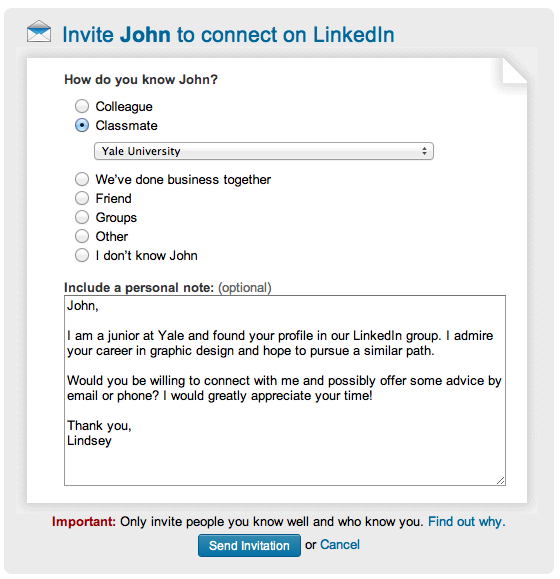 Invite John to connect on LinkedIn
How do you know John?
Colleague
Classmate
Yale University
We've done business together
Friend
Groups
Other
I don't know John
Include a personal note: (optional)
John,
I am a junior at Yale and found your profile in our LinkedIn group. I admire
your career in graphic design and hope to pursue a similar path.
Would you be willing to connect with me and possibly offer some advice by
email or phone? I would greatly appreciate your time!
Thank you,
Lindsey
Important: Only invite people you know well and who know you. Find out why.
Send Invitation or Cancel